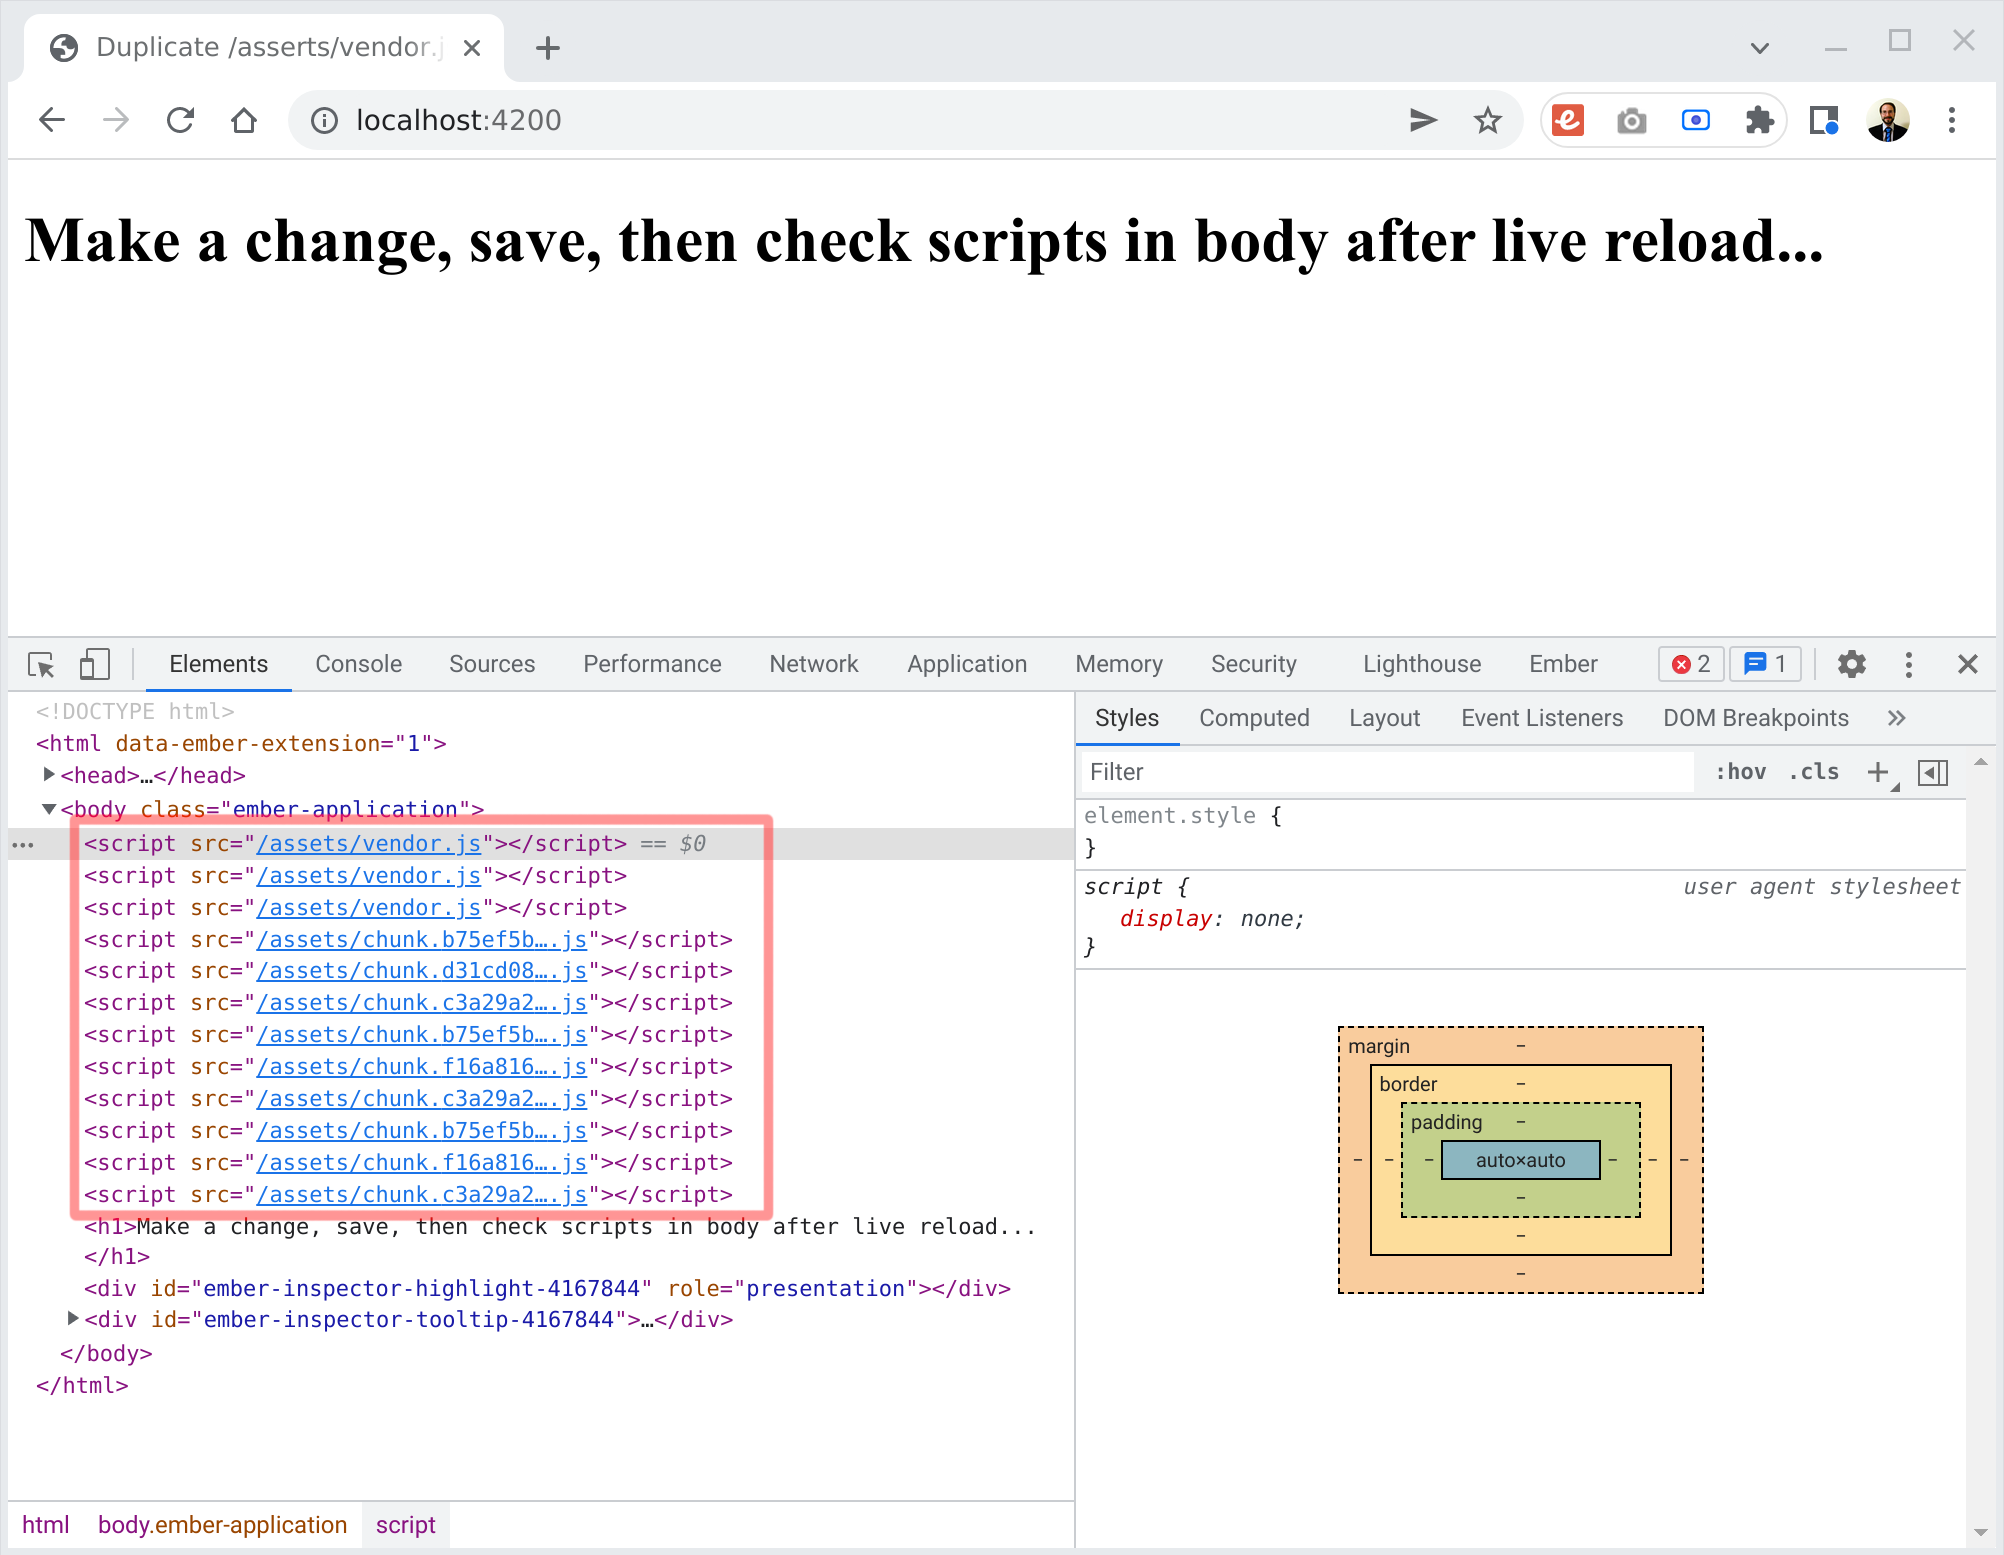 Duplicate /asserts/vendor.j
localhost:4200
Make a change, save, then check scripts in body after live reload...
Elements Console Sources Performance Network Application Memory Security Lighthouse Ember 2 1
<!DOCTYPE html>
<html data-ember-extension="1">
<head>…</head>
<body class="ember-application">
<script src="/assets/vendor.js"></script> == $0
<script src="/assets/vendor.js"></script>
<script src="/assets/vendor.js"></script>
<script src="/assets/chunk.b75ef5b….js"></script>
<script src="/assets/chunk.d31cd08….js"></script>
<script src="/assets/chunk.c3a29a2….js"></script>
<script src="/assets/chunk.b75ef5b….js"></script>
<script src="/assets/chunk.f16a816….js"></script>
<script src="/assets/chunk.c3a29a2….js"></script>
<script src="/assets/chunk.b75ef5b….js"></script>
<script src="/assets/chunk.f16a816….js"></script>
<script src="/assets/chunk.c3a29a2….js"></script>
<h1>Make a change, save, then check scripts in body after live reload...
</h1>
<div id="ember-inspector-highlight-4167844" role="presentation"></div>
<div id="ember-inspector-tooltip-4167844">…</div>
</body>
</html>
html body.ember-application script
Styles Computed Layout Event Listeners DOM Breakpoints »
Filter :hov .cls +
element.style {
}
script { user agent stylesheet
display: none;
}
margin –
border –
padding –
– – – auto×auto – – –
–
–
–